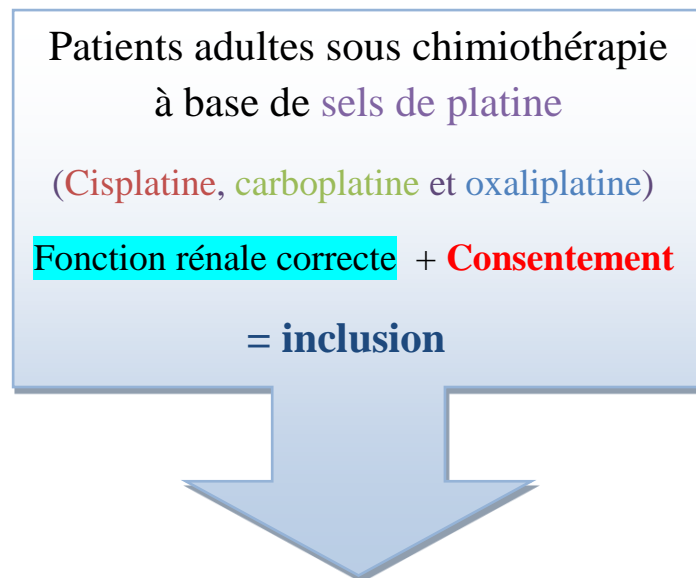 Patients adultes sous chimiothérapie
à base de sels de platine
(Cisplatine, carboplatine et oxaliplatine)
Fonction rénale correcte + Consentement
= inclusion